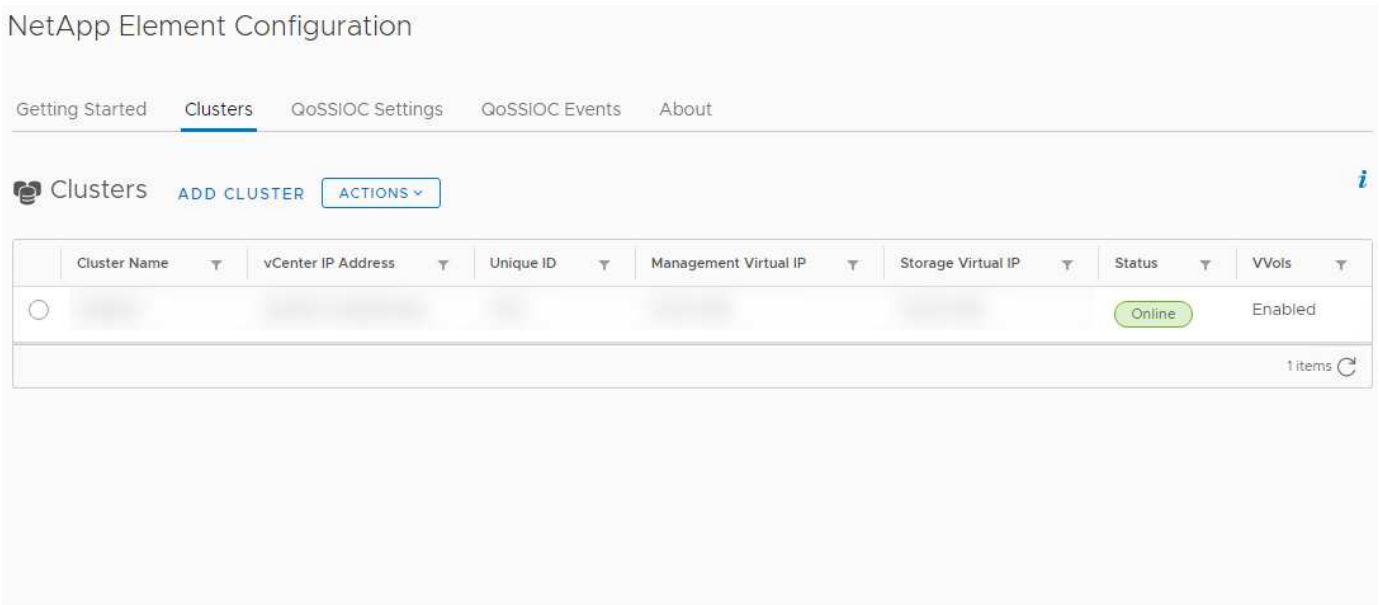 NetApp Element Configuration
Getting Started Clusters QoSSIOC Settings QoSSIOC Events About
Clusters ADD CLUSTER ACTIONS
Cluster Name vCenter IP Address Unique ID Management Virtual IP Storage Virtual IP Status VVols
Online Enabled
1 items